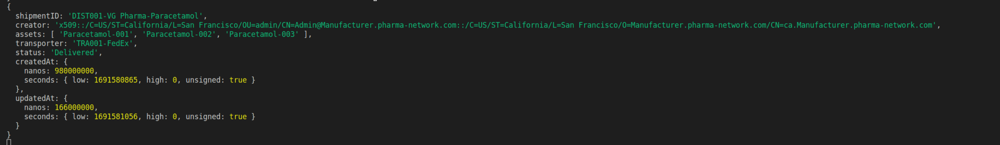 {
  shipmentID: 'DIST001-VG Pharma-Paracetamol',
  creator: 'x509::/C=US/ST=California/L=San Francisco/OU=admin/CN=Admin@Manufacturer.pharma-network.com::/C=US/ST=California/L=San Francisco/O=Manufacturer.pharma-network.com/CN=ca.Manufacturer.pharma-network.com',
  assets: [ 'Paracetamol-001', 'Paracetamol-002', 'Paracetamol-003' ],
  transporter: 'TRA001-FedEx',
  status: 'Delivered',
  createdAt: {
    nanos: 980000000,
    seconds: { low: 1691580865, high: 0, unsigned: true }
  },
  updatedAt: {
    nanos: 166000000,
    seconds: { low: 1691581056, high: 0, unsigned: true }
  }
}